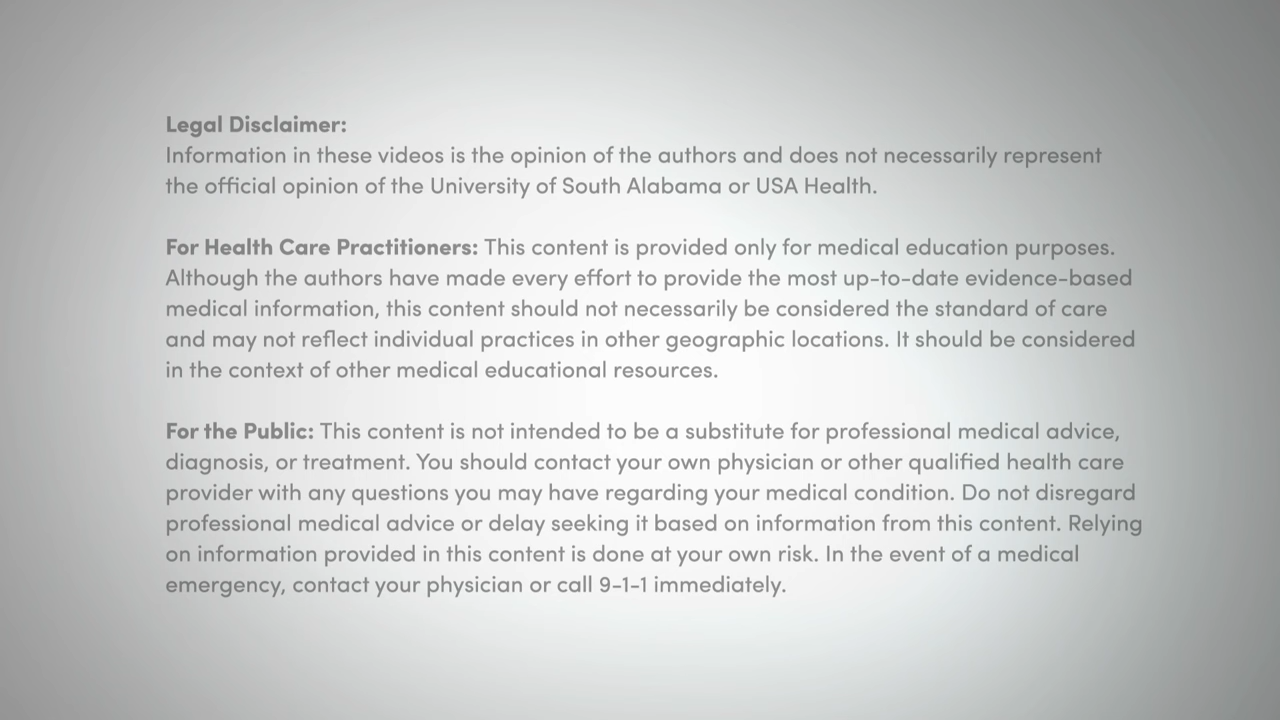 Legal Disclaimer:
Information in these videos is the opinion of the authors and does not necessarily represent
the official opinion of the University of South Alabama or USA Health.
For Health Care Practitioners: This content is provided only for medical education purposes.
Although the authors have made every effort to provide the most up-to-date evidence-based
medical information, this content should not necessarily be considered the standard of care
and may not reflect individual practices in other geographic locations. It should be considered
in the context of other medical educational resources.
For the Public: This content is not intended to be a substitute for professional medical advice,
diagnosis, or treatment. You should contact your own physician or other qualified health care
provider with any questions you may have regarding your medical condition. Do not disregard
professional medical advice or delay seeking it based on information from this content. Relying
on information provided in this content is done at your own risk. In the event of a medical
emergency, contact your physician or call 9-1-1 immediately.